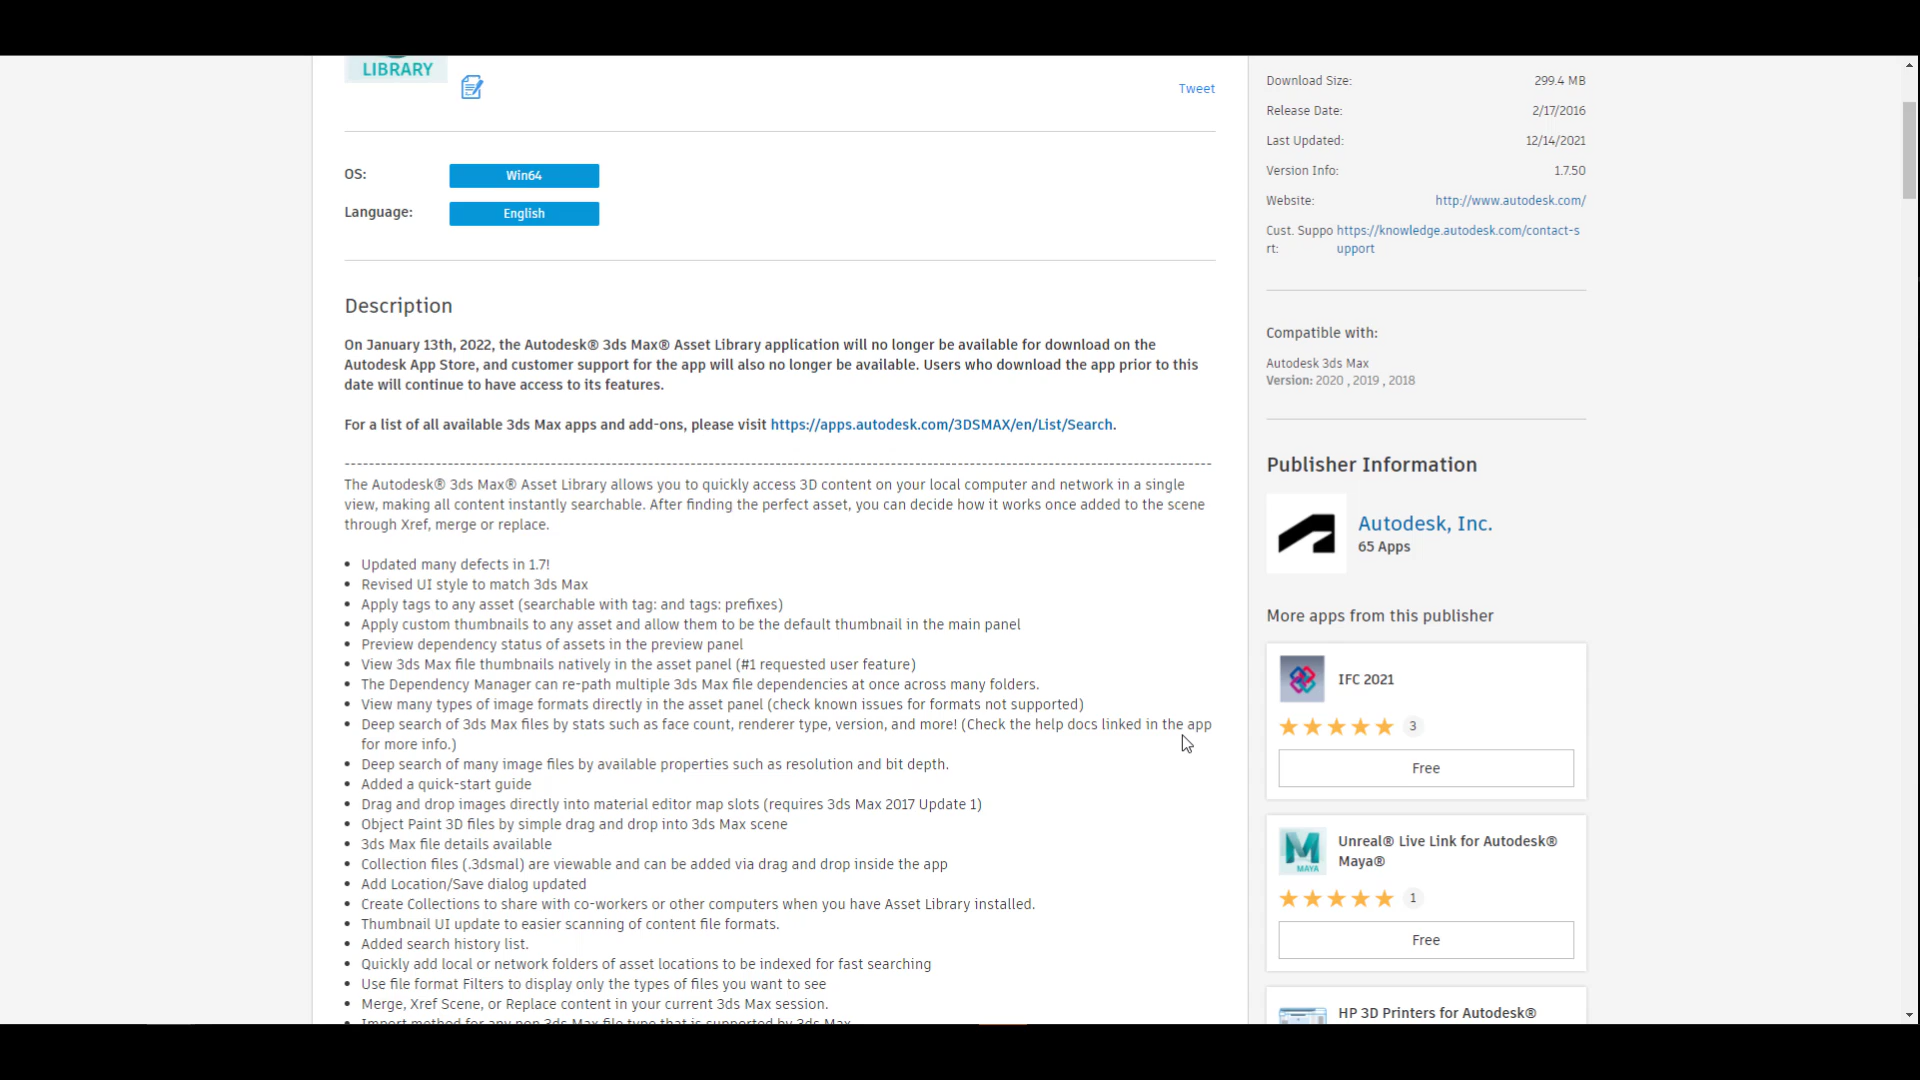 LIBRARY
Tweet
OS:
Win64
Language:
English
Description
On January 13th, 2022, the Autodesk® 3ds Max® Asset Library application will no longer be available for download on the
Autodesk App Store, and customer support for the app will also no longer be available. Users who download the app prior to this
date will continue to have access to its features.
For a list of all available 3ds Max apps and add-ons, please visit https://apps.autodesk.com/3DSMAX/en/List/Search.
The Autodesk® 3ds Max® Asset Library allows you to quickly access 3D content on your local computer and network in a single
view, making all content instantly searchable. After finding the perfect asset, you can decide how it works once added to the scene
through Xref, merge or replace.
• Updated many defects in 1.7!
• Revised UI style to match 3ds Max
• Apply tags to any asset (searchable with tag: and tags: prefixes)
• Apply custom thumbnails to any asset and allow them to be the default thumbnail in the main panel
• Preview dependency status of assets in the preview panel
• View 3ds Max file thumbnails natively in the asset panel (#1 requested user feature)
• The Dependency Manager can re-path multiple 3ds Max file dependencies at once across many folders.
• View many types of image formats directly in the asset panel (check known issues for formats not supported)
• Deep search of 3ds Max files by stats such as face count, renderer type, version, and more! (Check the help docs linked in the app
for more info.)
• Deep search of many image files by available properties such as resolution and bit depth.
• Added a quick-start guide
• Drag and drop images directly into material editor map slots (requires 3ds Max 2017 Update 1)
• Object Paint 3D files by simple drag and drop into 3ds Max scene
• 3ds Max file details available
• Collection files (.3dsmal) are viewable and can be added via drag and drop inside the app
• Add Location/Save dialog updated
• Create Collections to share with co-workers or other computers when you have Asset Library installed.
• Thumbnail UI update to easier scanning of content file formats.
• Added search history list.
• Quickly add local or network folders of asset locations to be indexed for fast searching
• Use file format Filters to display only the types of files you want to see
• Merge, Xref Scene, or Replace content in your current 3ds Max session.
• Import method for any non 3ds Max file type that is supported by 3ds Max
Download Size: 299.4 MB
Release Date: 2/17/2016
Last Updated: 12/14/2021
Version Info: 1.7.50
Website: http://www.autodesk.com/
Cust. Suppo https://knowledge.autodesk.com/contact-s
rt: upport
Compatible with:
Autodesk 3ds Max
Version: 2020 , 2019 , 2018
Publisher Information
Autodesk, Inc.
65 Apps
More apps from this publisher
IFC 2021
3
Free
MAYA
Unreal® Live Link for Autodesk®
Maya®
1
Free
HP 3D Printers for Autodesk®